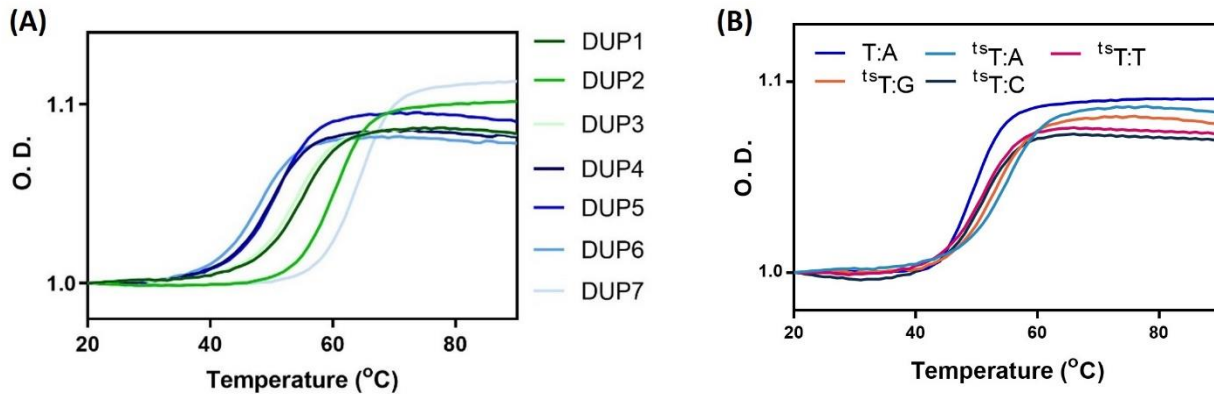 (A)
O. D.
1.1
1.0
20 40 60 80
Temperature (°C)
DUP1
DUP2
DUP3
DUP4
DUP5
DUP6
DUP7
(B)
O. D.
1.1
1.0
T:A tsT:A tsT:T
tsT:G tsT:C
20 40 60 80
Temperature (°C)